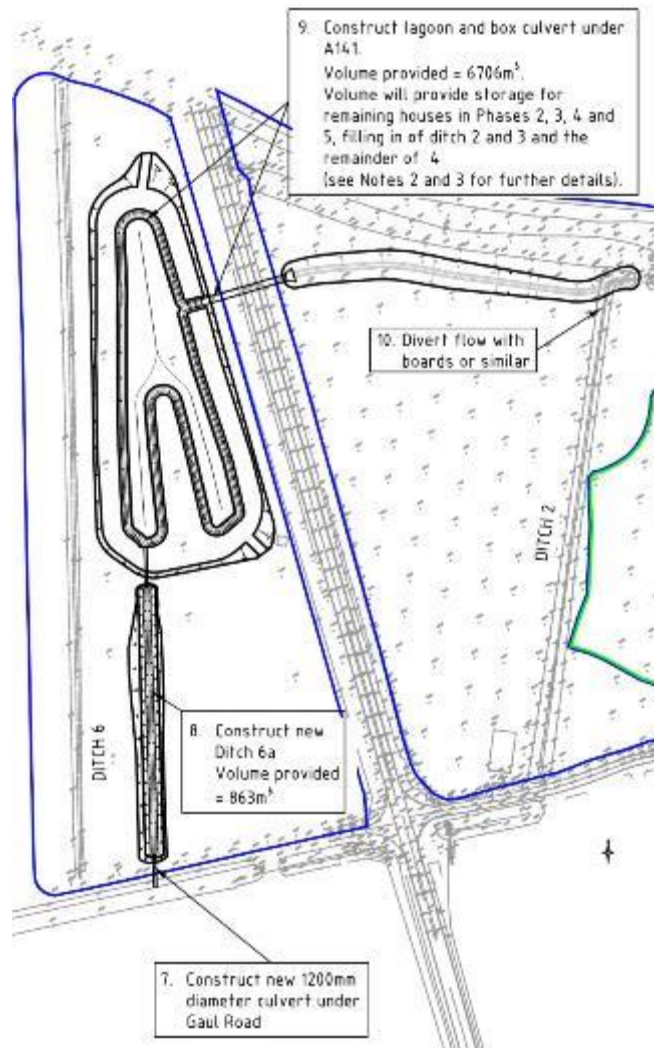 9. Construct lagoon and box culvert under
A141.
Volume provided = 6706m³.
Volume will provide storage for
remaining houses in Phases 2, 3, 4 and
5, filling in of ditch 2 and 3 and the
remainder of 4
(see Notes 2 and 3 for further details).
10. Divert flow with
boards or similar
DITCH 2
DITCH 6
8. Construct new
Ditch 6a
Volume provided
= 863m³
7. Construct new 1200mm
diameter culvert under
Gaul Road